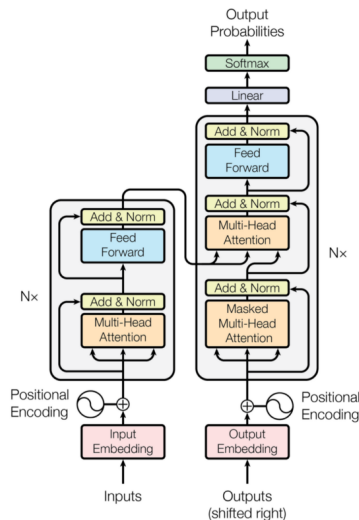 Output
Probabilities
Softmax
Linear
Add & Norm
Feed
Forward
Add & Norm
Multi-Head
Attention
Add & Norm
Masked
Multi-Head
Attention
Nx
Positional
Encoding
Output
Embedding
Outputs
(shifted right)
Add & Norm
Feed
Forward
Add & Norm
Multi-Head
Attention
Nx
Positional
Encoding
Input
Embedding
Inputs